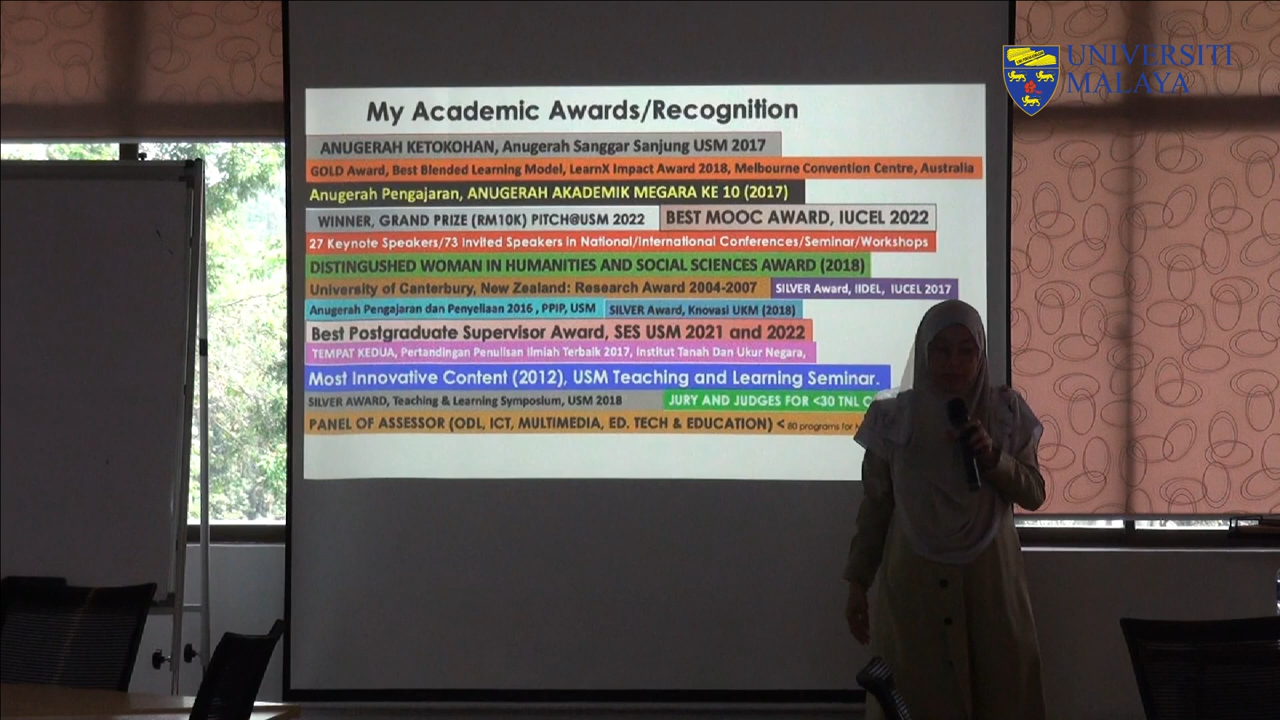 UNIVERSITI
MALAYA
My Academic Awards/Recognition
ANUGERAH KETOKOHAN, Anugerah Sanggar Sanjung USM 2017
GOLD Award, Best Blended Learning Model, LearnX Impact Award 2018, Melbourne Convention Centre, Australia
Anugerah Pengajaran, ANUGERAH AKADEMIK MEGARA KE 10 (2017)
WINNER, GRAND PRIZE (RM10K) PITCH@USM 2022
BEST MOOC AWARD, IUCEL 2022
27 Keynote Speakers/73 Invited Speakers in National/International Conferences/Seminar/Workshops
DISTINGUSHED WOMAN IN HUMANITIES AND SOCIAL SCIENCES AWARD (2018)
University of Canterbury, New Zealand: Research Award 2004-2007
SILVER Award, IIDEL, IUCEL 2017
Anugerah Pengajaran dan Penyeliaan 2016 , PPIP, USM
SILVER Award, Knovasi UKM (2018)
Best Postgraduate Supervisor Award, SES USM 2021 and 2022
TEMPAT KEDUA, Pertandingan Penulisan Ilmiah Terbaik 2017, Institut Tanah Dan Ukur Negara,
Most Innovative Content (2012), USM Teaching and Learning Seminar.
SILVER AWARD, Teaching & Learning Symposium, USM 2018
JURY AND JUDGES FOR <30 TNL
PANEL OF ASSESSOR (ODL, ICT, MULTIMEDIA, ED. TECH & EDUCATION) < 80 programs for